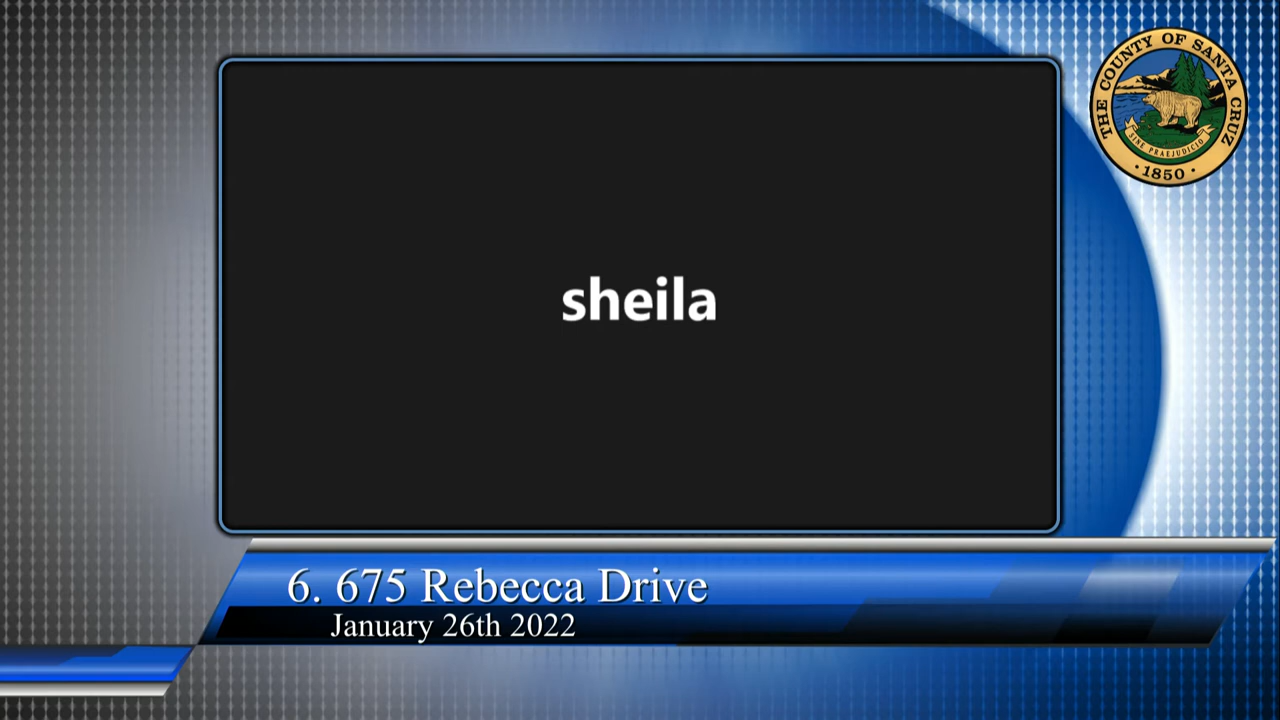 THE COUNTY OF SANTA CRUZ
SINE PRAEJUDICIO
· 1850 ·
sheila
6. 675 Rebecca Drive
January 26th 2022